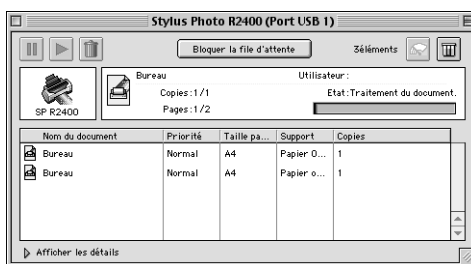 Stylus Photo R2400 (Port USB 1)
Bloquer la file d'attente
3éléments
SP R2400
Bureau
Utilisateur:
Copies:1/1
Etat:Traitement du document.
Pages:1/2
Nom du document Priorité Taille pa... Support Copies
Bureau Normal A4 Papier O... 1
Bureau Normal A4 Papier o... 1
Afficher les détails